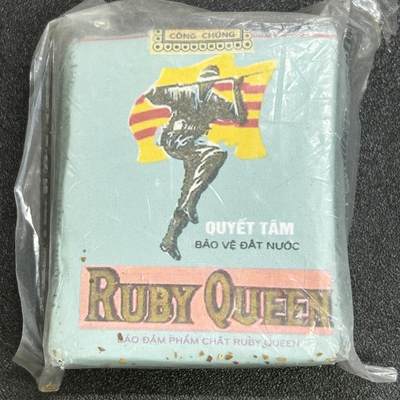 CÔNG CHÚNG
QUYẾT TÂM
BẢO VỆ ĐẤT NƯỚC
RUBY QUEEN
BẢO ĐẢM PHẨM CHẤT RUBY QUEEN